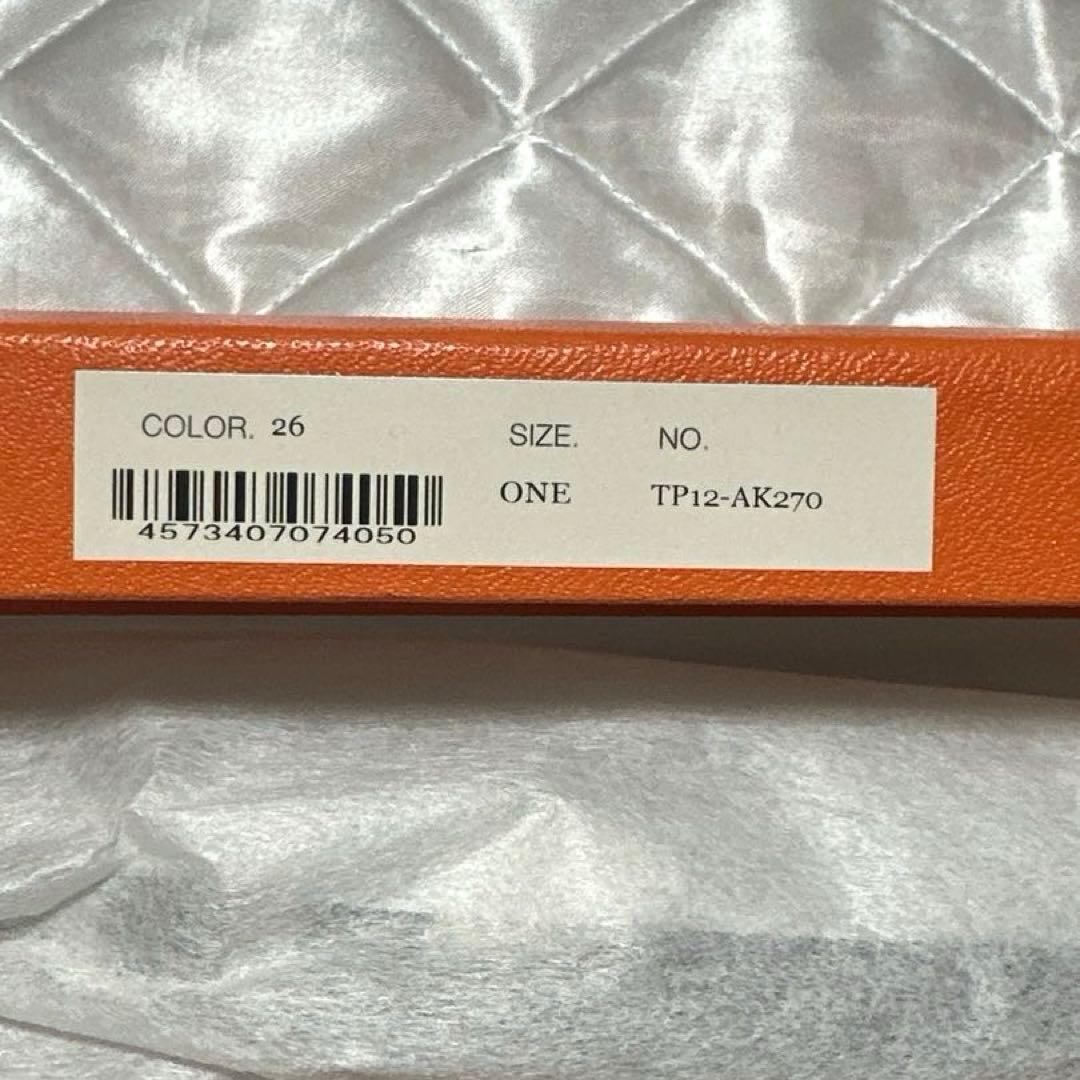 COLOR. 26
SIZE.
NO.
4573407074050
ONE
TP12-AK270